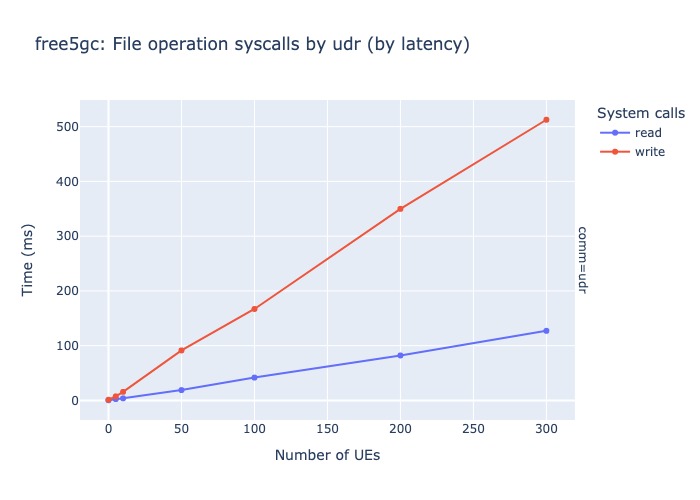 free5gc: File operation syscalls by udr (by latency)
System calls
read
write
500
400
300
200
100
0
Time (ms)
comm=udr
0 50 100 150 200 250 300
Number of UEs